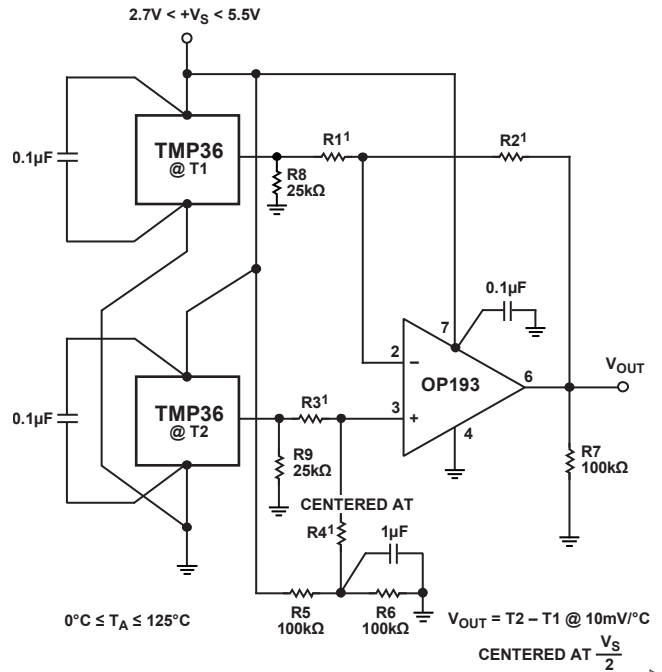 2.7V < +VS < 5.5V
0.1µF
TMP36
@ T1
R1¹
R2¹
R8
25kΩ
0.1µF
7
2
−
OP193
6
VOUT
3
+
4
0.1µF
TMP36
@ T2
R3¹
R9
25kΩ
R7
100kΩ
CENTERED AT
R4¹
1µF
R5
100kΩ
R6
100kΩ
0°C ≤ TA ≤ 125°C
VOUT = T2 – T1 @ 10mV/°C
CENTERED AT VS/2